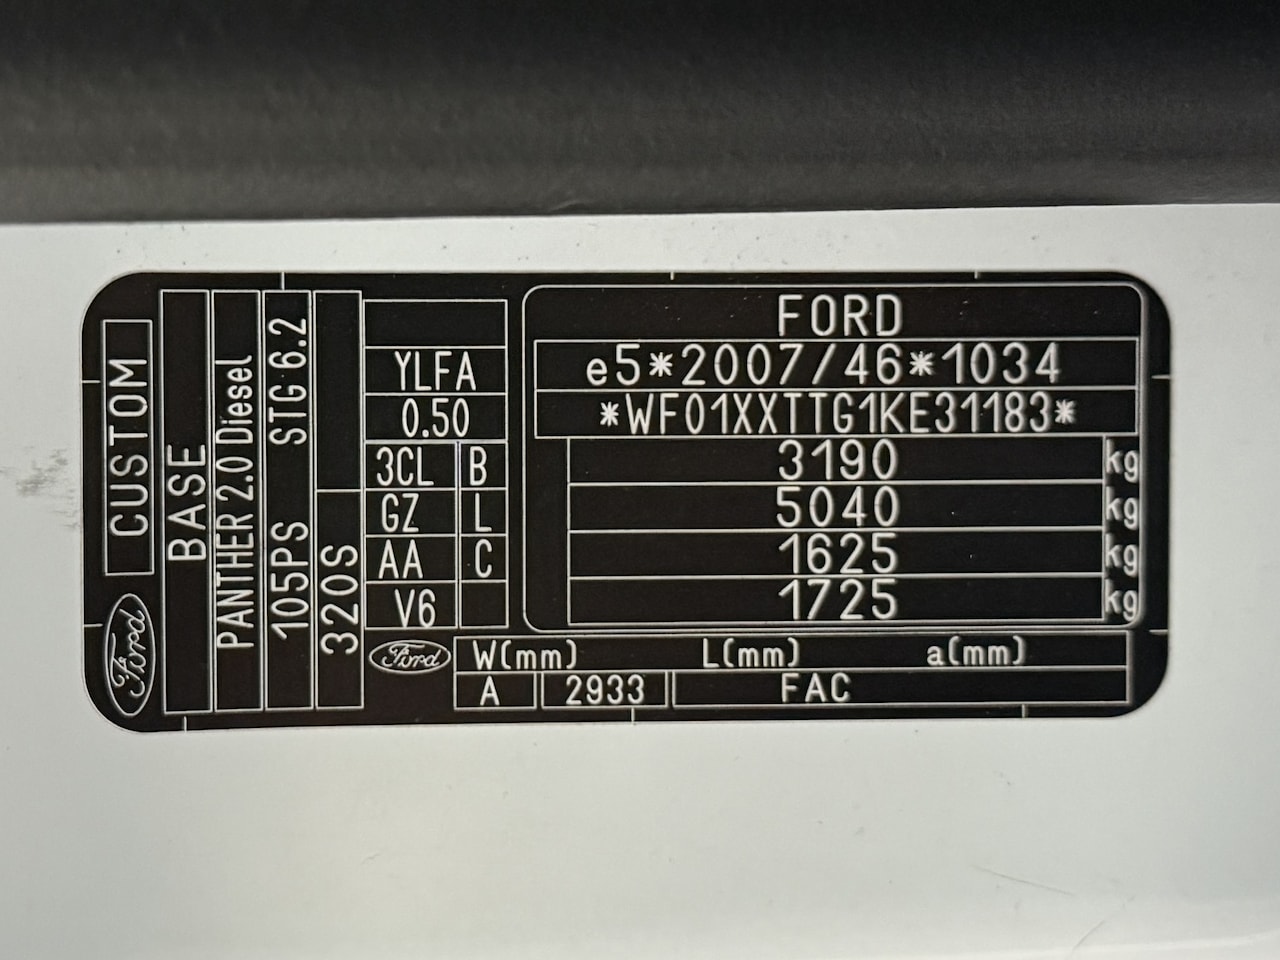 CUSTOM
Ford
BASE
PANTHER 2.0 Diesel
105PS STG 6.2
320S
YLFA
0.50
3CL B
GZ L
AA C
V6
Ford
FORD
e5*2007/46*1034
*WF01XXTTG1KE31183*
3190 kg
5040 kg
1625 kg
1725 kg
W(mm) L(mm) a(mm)
A 2933 FAC